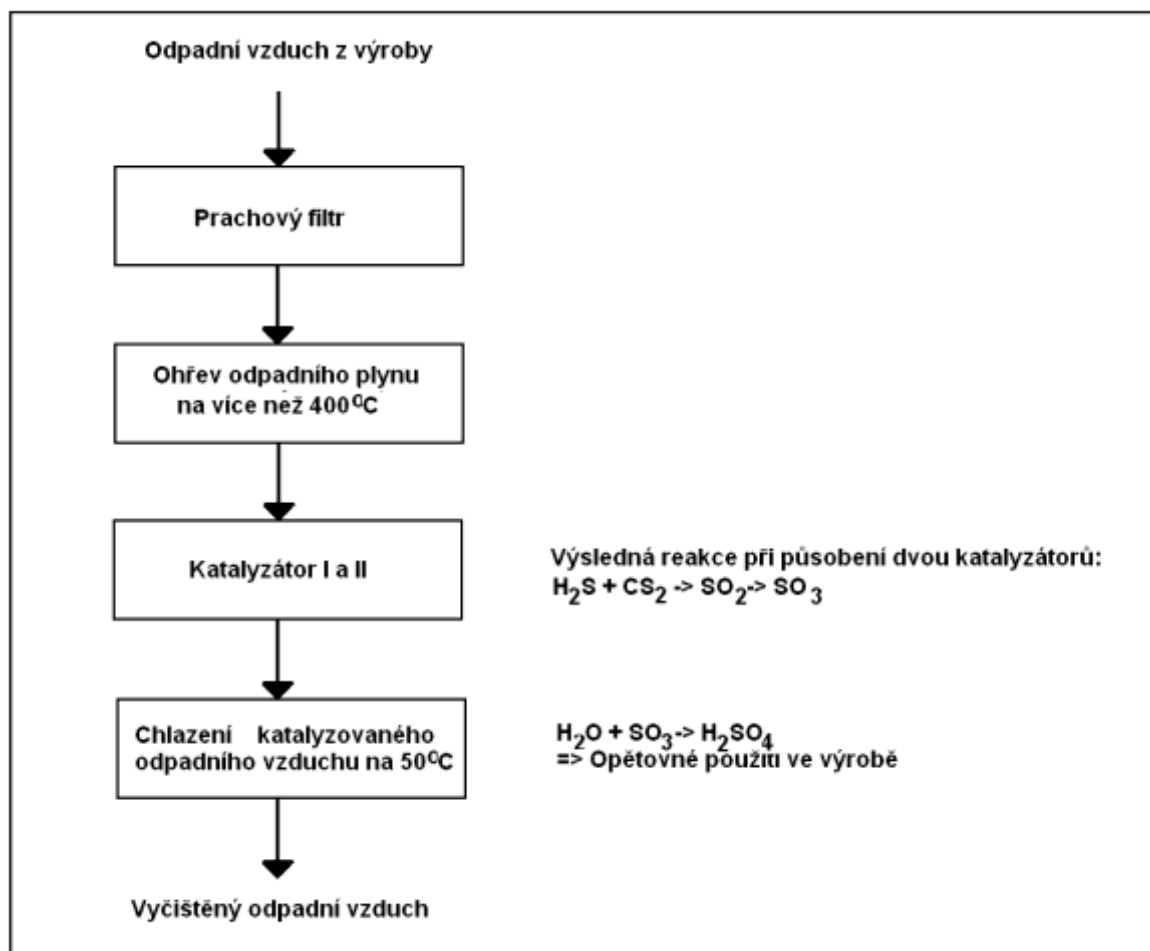 Odpadní vzduch z výroby
Prachový filtr
Ohřev odpadního plynu
na více než 400⁰C
Katalyzátor I a II
Výsledná reakce při působení dvou katalyzátorů:
H₂S + CS₂ -> SO₂-> SO₃
Chlazení katalyzovaného
odpadního vzduchu na 50⁰C
H₂O + SO₃-> H₂SO₄
=> Opětovné použití ve výrobě
Vyčištěný odpadní vzduch